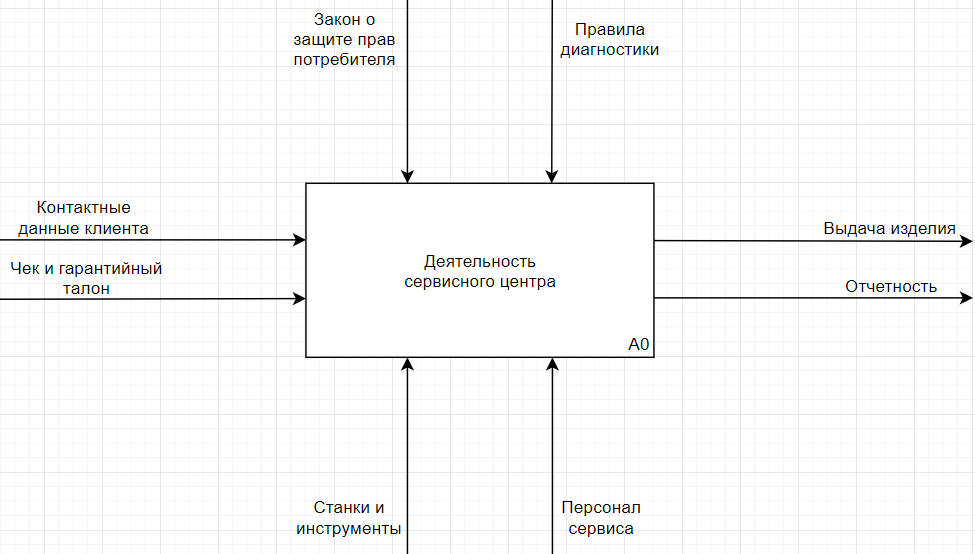 Закон о
защите прав
потребителя
Правила
диагностики
Контактные
данные клиента
Чек и гарантийный
талон
Деятельность
сервисного центра
A0
Выдача изделия
Отчетность
Станки и
инструменты
Персонал
сервиса